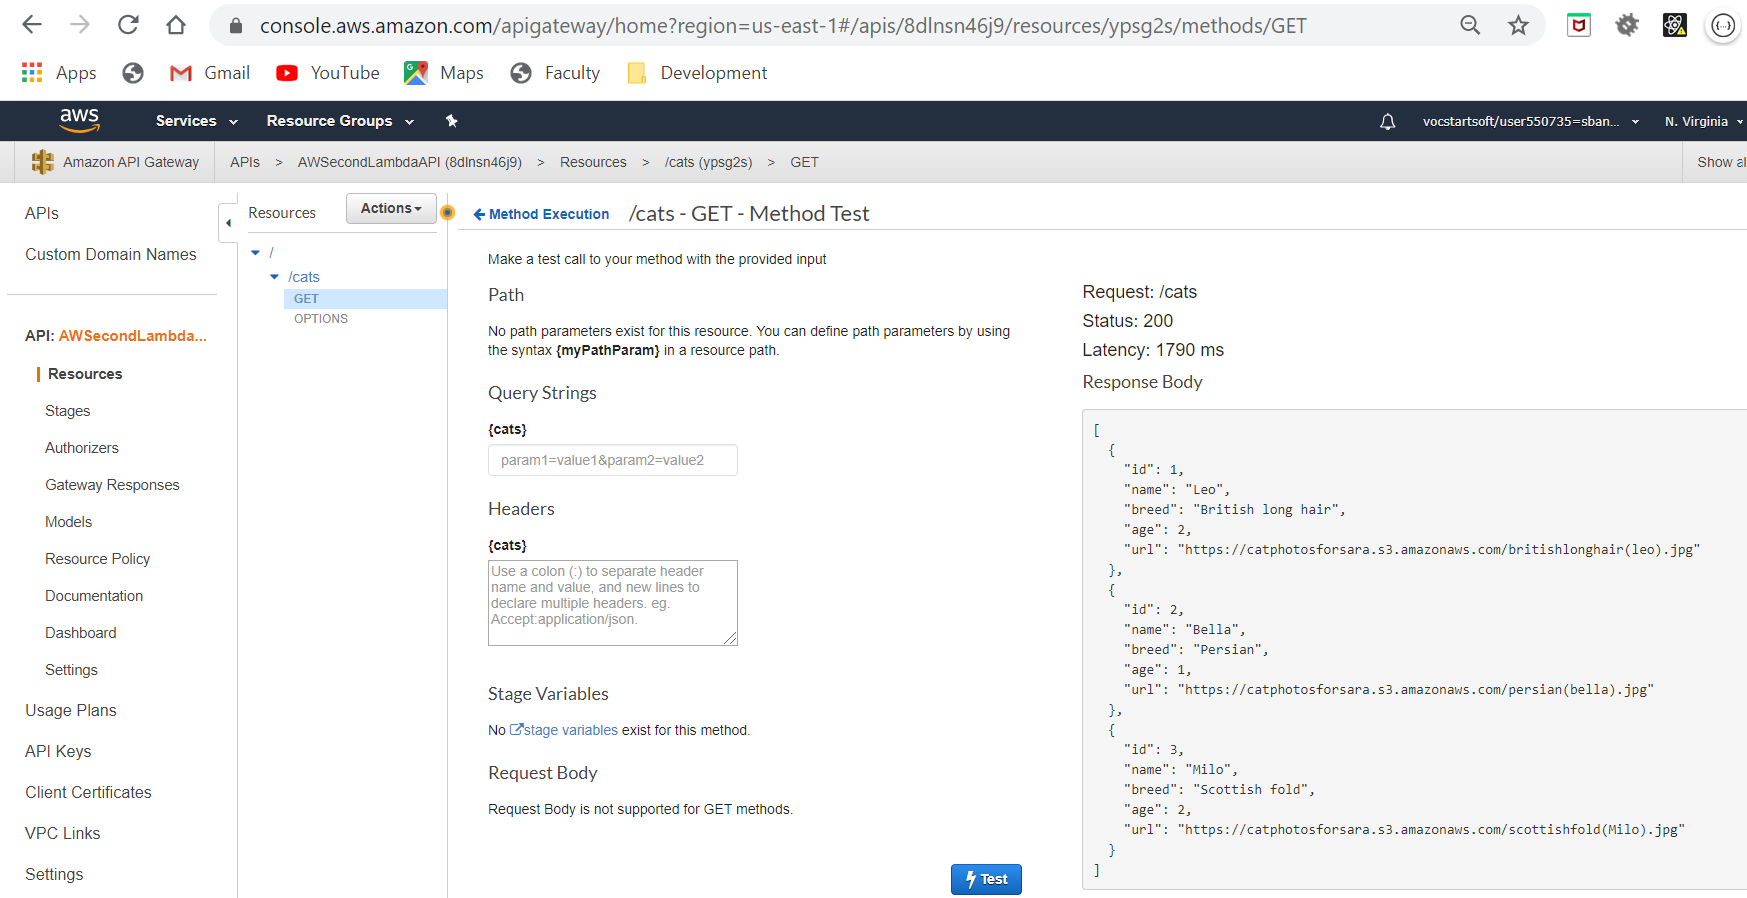 console.aws.amazon.com/apigateway/home?region=us-east-1#/apis/8dlnsn46j9/resources/ypsg2s/methods/GET
Apps Gmail YouTube Maps Faculty Development
aws Services Resource Groups vocstartsoft/user550735=sban... N. Virginia
Amazon API Gateway APIs > AWSecondLambdaAPI (8dlnsn46j9) > Resources > /cats (ypsg2s) > GET Show al
APIs
Custom Domain Names
API: AWSecondLambda...
Resources
Stages
Authorizers
Gateway Responses
Models
Resource Policy
Documentation
Dashboard
Settings
Usage Plans
API Keys
Client Certificates
VPC Links
Settings
Resources Actions
/
/cats
GET
OPTIONS
Method Execution /cats - GET - Method Test
Make a test call to your method with the provided input
Path
No path parameters exist for this resource. You can define path parameters by using
the syntax {myPathParam} in a resource path.
Query Strings
{cats}
param1=value1&param2=value2
Headers
{cats}
Use a colon (:) to separate header
name and value, and new lines to
declare multiple headers. eg.
Accept:application/json.
Stage Variables
No stage variables exist for this method.
Request Body
Request Body is not supported for GET methods.
Test
Request: /cats
Status: 200
Latency: 1790 ms
Response Body
[
{
"id": 1,
"name": "Leo",
"breed": "British long hair",
"age": 2,
"url": "https://catphotosforsara.s3.amazonaws.com/britishlonghair(leo).jpg"
},
{
"id": 2,
"name": "Bella",
"breed": "Persian",
"age": 1,
"url": "https://catphotosforsara.s3.amazonaws.com/persian(bella).jpg"
},
{
"id": 3,
"name": "Milo",
"breed": "Scottish fold",
"age": 2,
"url": "https://catphotosforsara.s3.amazonaws.com/scottishfold(Milo).jpg"
}
]